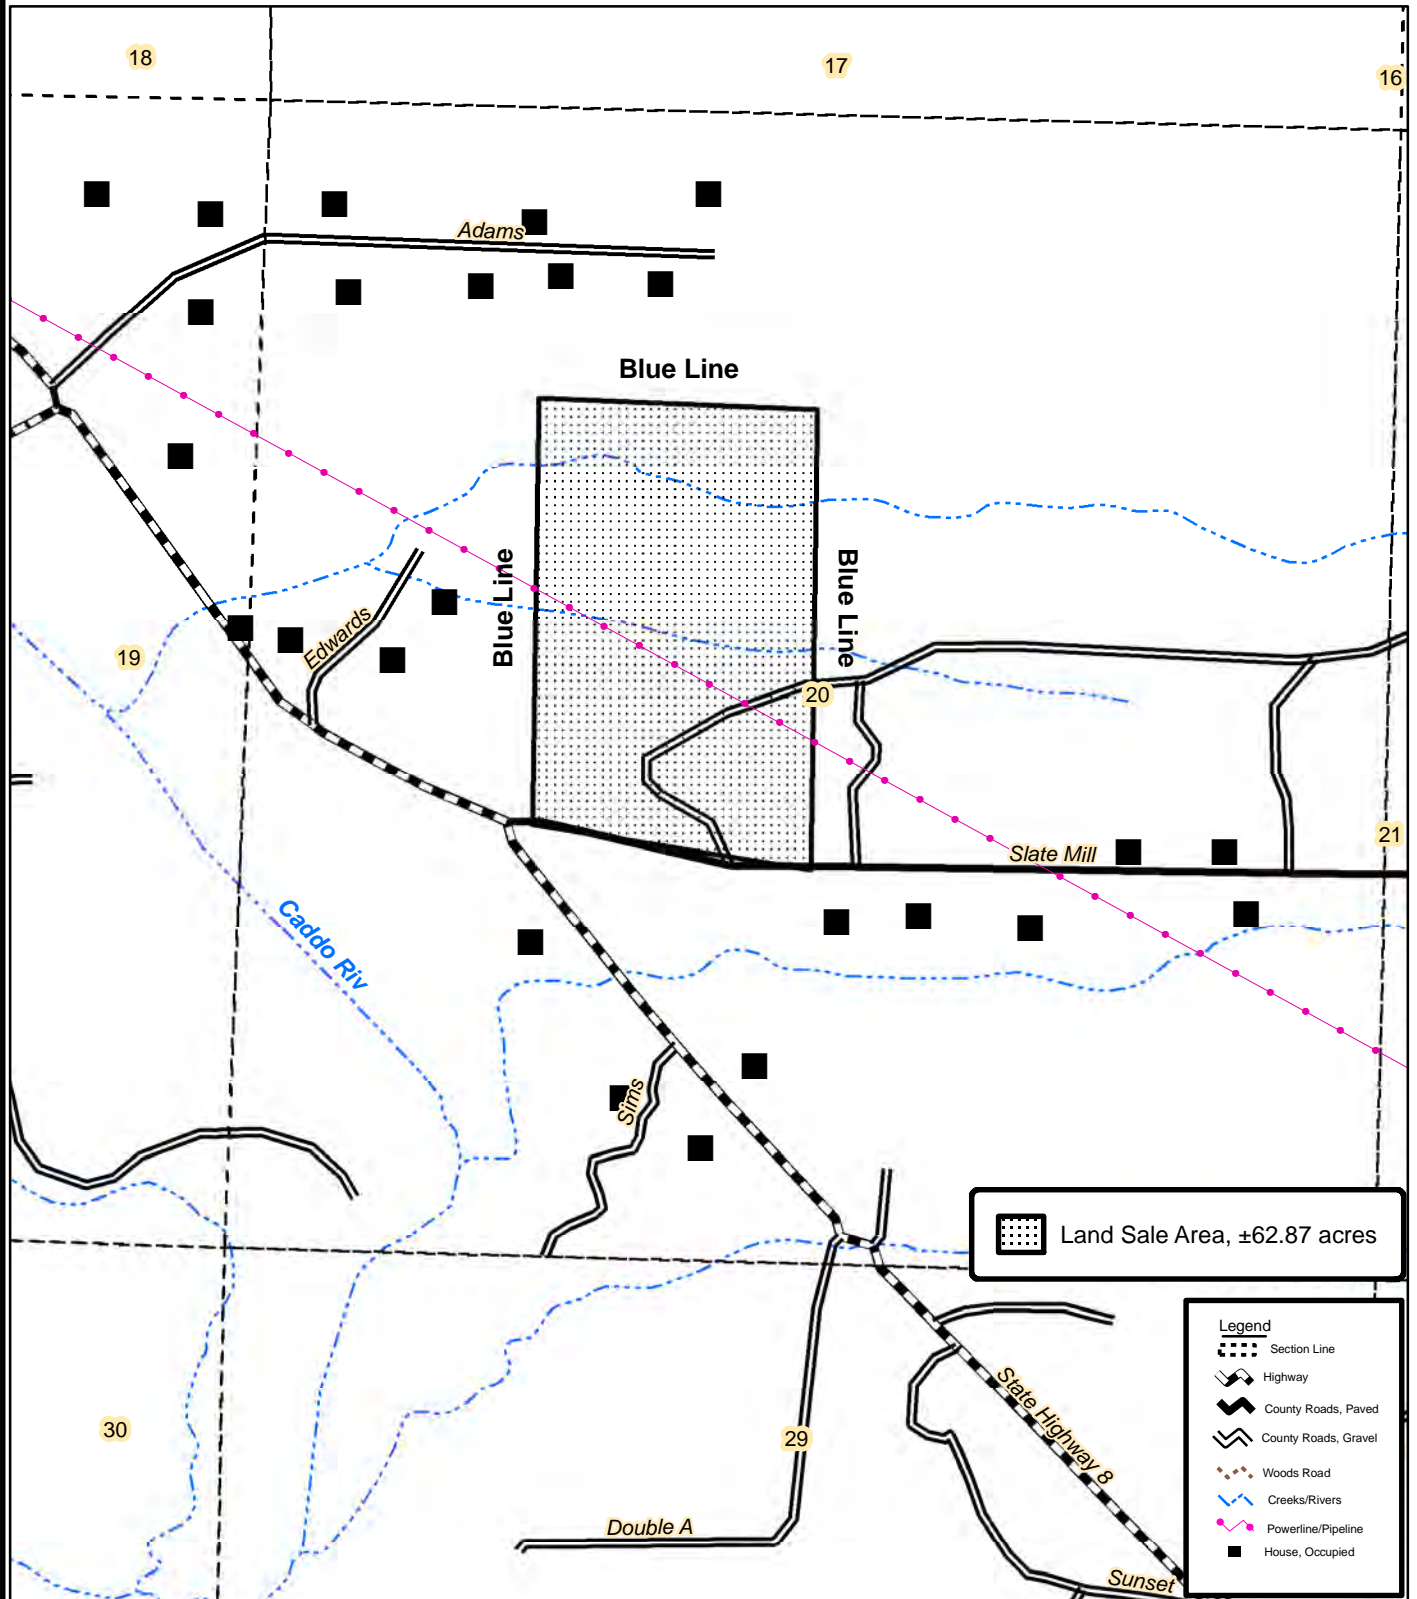 18
17
16
Adams
Blue Line
Blue Line
Blue Line
Edwards
19
20
Slate Mill
21
Caddo Riv
Sims
Land Sale Area, ±62.87 acres
Legend
Section Line
Highway
County Roads, Paved
County Roads, Gravel
Woods Road
Creeks/Rivers
Powerline/Pipeline
House, Occupied
State Highway 8
30
29
Double A
Sunset